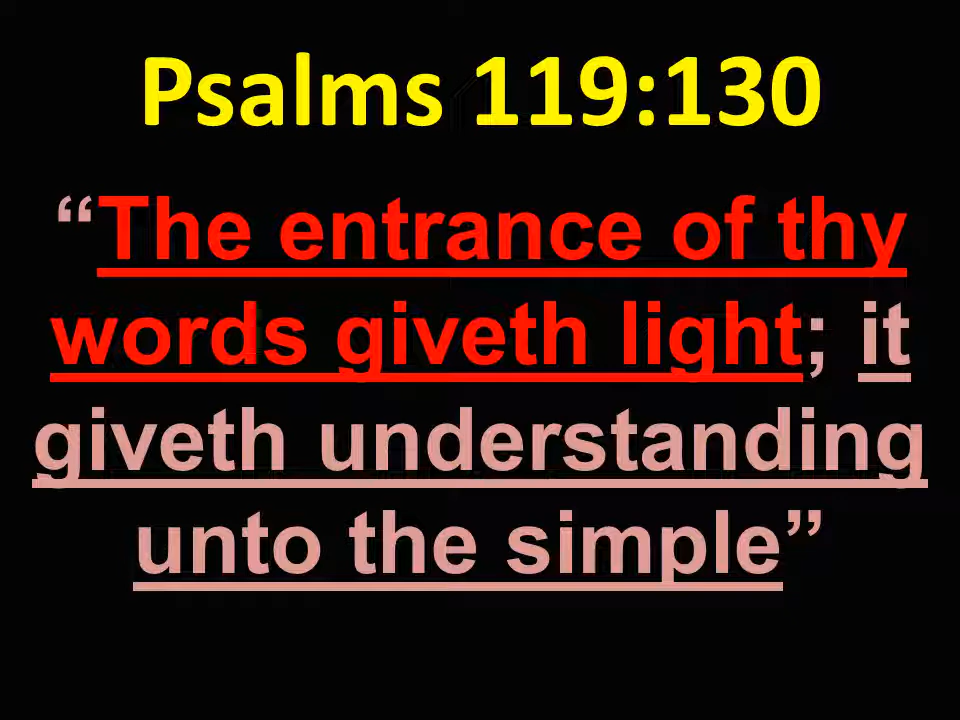 Psalms 119:130
“The entrance of thy
words giveth light; it
giveth understanding
unto the simple”